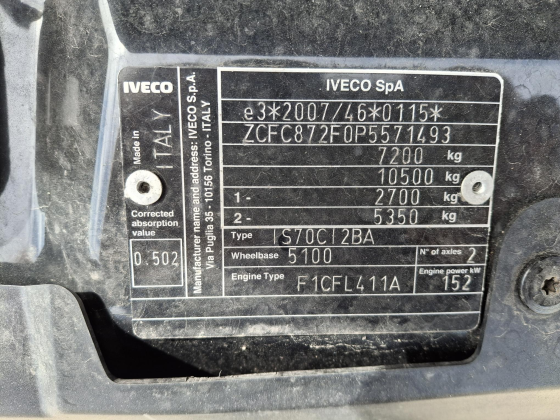 IVECO
IVECO SpA
Made in
ITALY
Manufacturer name and address: IVECO S.p.A.
Via Puglia 35 - 10156 Torino - ITALY
e3*2007/46*0115*
ZCFC872F0P5571493
7200 kg
10500 kg
1- 2700 kg
2- 5350 kg
Corrected
absorption
value
0.502
Type S70CI2BA
Wheelbase 5100 N° of axles 2
Engine Type F1CFL411A Engine power kW 152